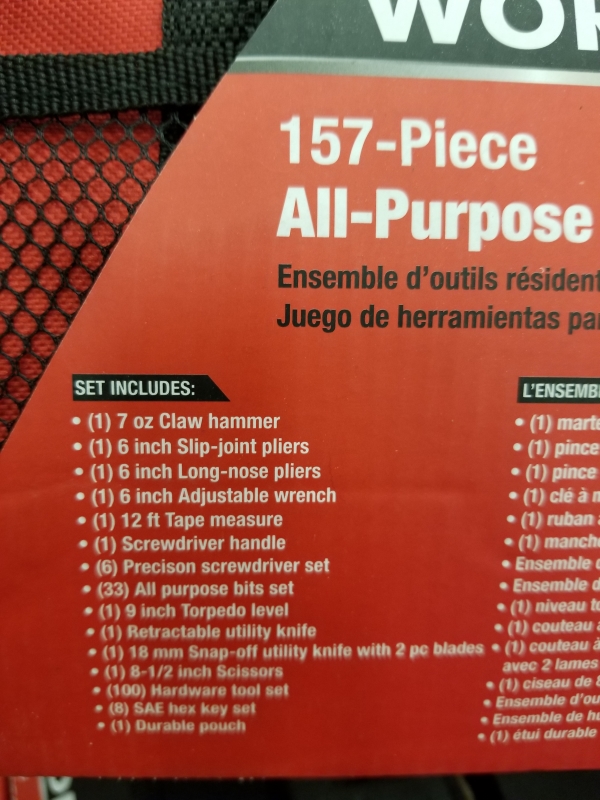 157-Piece
All-Purpose
Ensemble d'outils
Juego de herramientas
SET INCLUDES:
• (1) 7 oz Claw hammer
• (1) 6 inch Slip-joint pliers
• (1) 6 inch Long-nose pliers
• (1) 6 inch Adjustable wrench
• (1) 12 ft Tape measure
• (1) Screwdriver handle
• (6) Precison screwdriver set
• (33) All purpose bits set
• (1) 9 inch Torpedo level
• (1) Retractable utility knife
• (1) 18 mm Snap-off utility knife with 2 pc blades
• (1) 8-1/2 inch Scissors
• (100) Hardware tool set
• (8) SAE hex key set
• (1) Durable pouch
• (1)
• (1) pince
• (1) pince
• (1) clé à
• (1) ruban
• (1)
• Ensemble
• Ensemble
• (1) niveau
• (1) couteau
• (1) couteau à
avec 2 lames
• (1) ciseau de
• Ensemble
• Ensemble de
• (1) étui durable